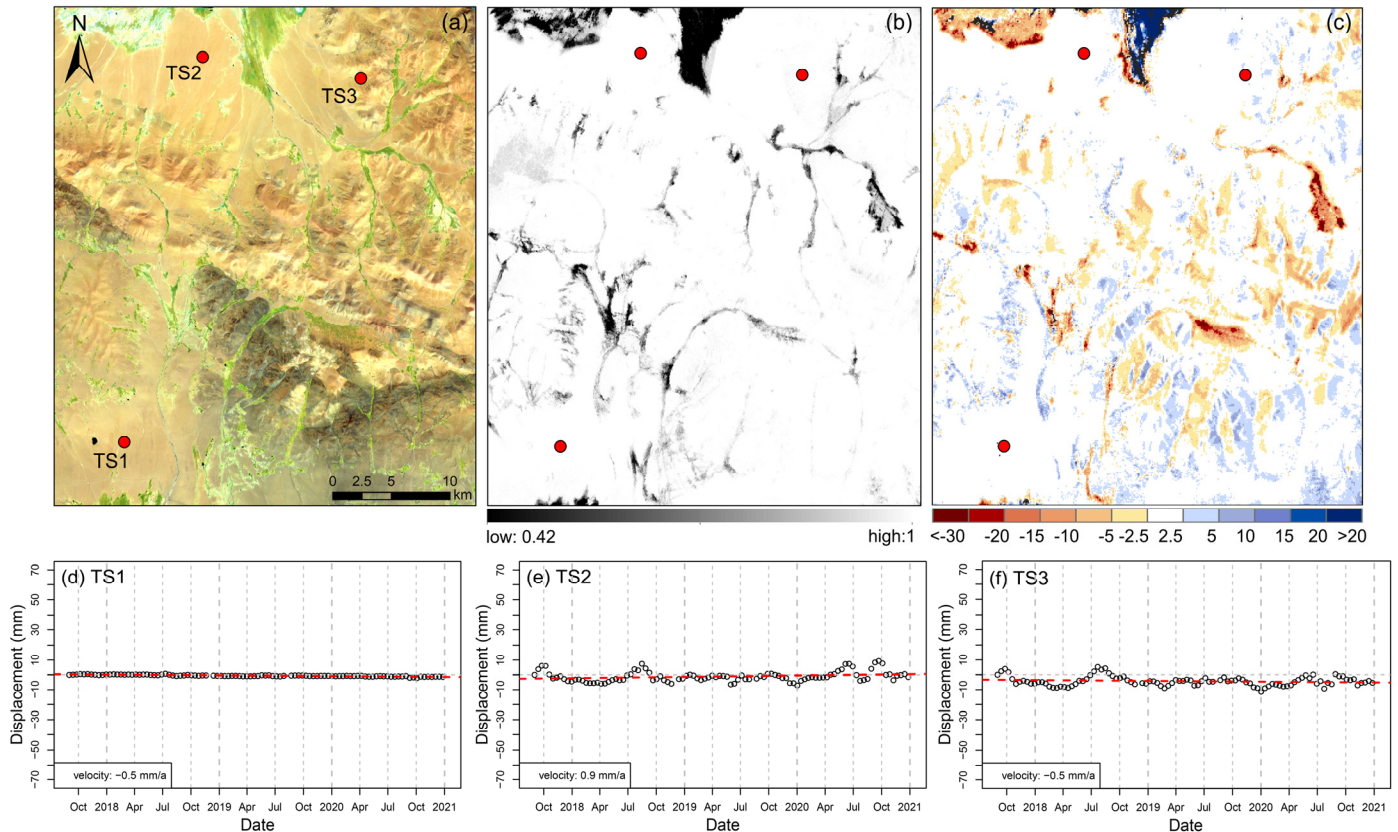 (a)
N
TS2
TS3
TS1
0 2.5 5 10
km
(b)
low: 0.42 high:1
(c)
<-30 -20 -15 -10 -5 -2.5 2.5 5 10 15 20 >20
(d) TS1
Displacement (mm)
70
50
30
10
-10
-30
-50
-70
velocity: −0.5 mm/a
Oct 2018 Apr Jul Oct 2019 Apr Jul Oct 2020 Apr Jul Oct 2021
Date
(e) TS2
Displacement (mm)
70
50
30
10
-10
-30
-50
-70
velocity: 0.9 mm/a
Oct 2018 Apr Jul Oct 2019 Apr Jul Oct 2020 Apr Jul Oct 2021
Date
(f) TS3
Displacement (mm)
70
50
30
10
-10
-30
-50
-70
velocity: −0.5 mm/a
Oct 2018 Apr Jul Oct 2019 Apr Jul Oct 2020 Apr Jul Oct 2021
Date